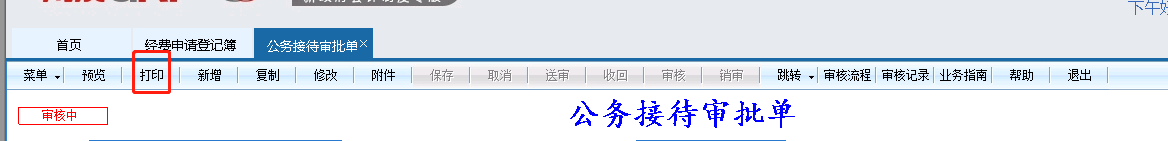 下午好
首页 经费申请登记簿 公务接待审批单×
菜单 预览 打印 新增 复制 修改 附件 保存 取消 送审 收回 审核 销审 跳转 审核流程 审核记录 业务指南 帮助 退出
审核中
公务接待审批单